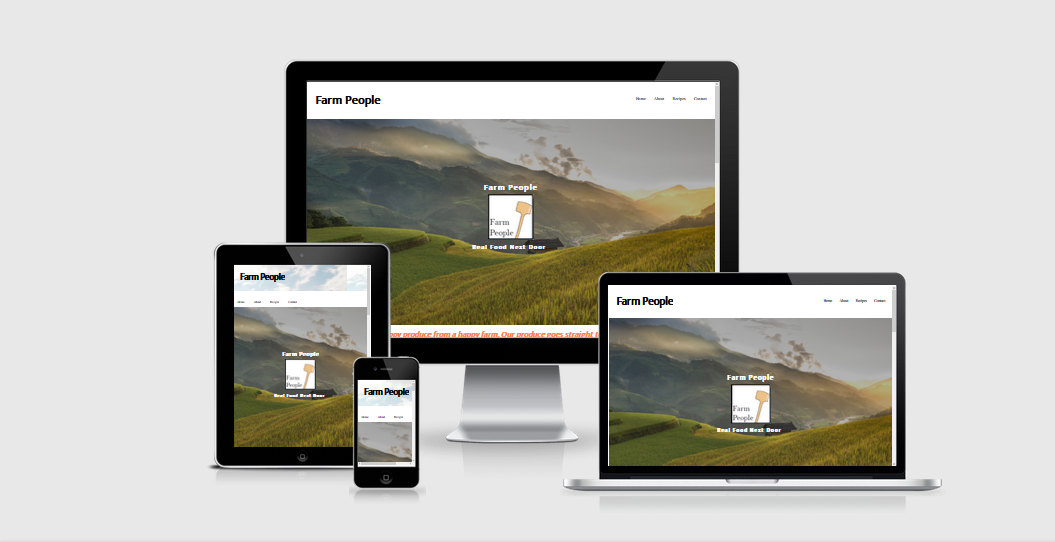 Farm People
Home About Recipes Contact
Farm People
Farm
People
Real Food Next Door
ppy produce from a happy farm. Our produce goes straight t
Farm People
Home About Recipes Contact
Farm People
Farm
People
Real Food Next Door
Farm People
Home About Recipes
Farm People
Home About Recipes Contact
Farm People
Farm
People
Real Food Next Door